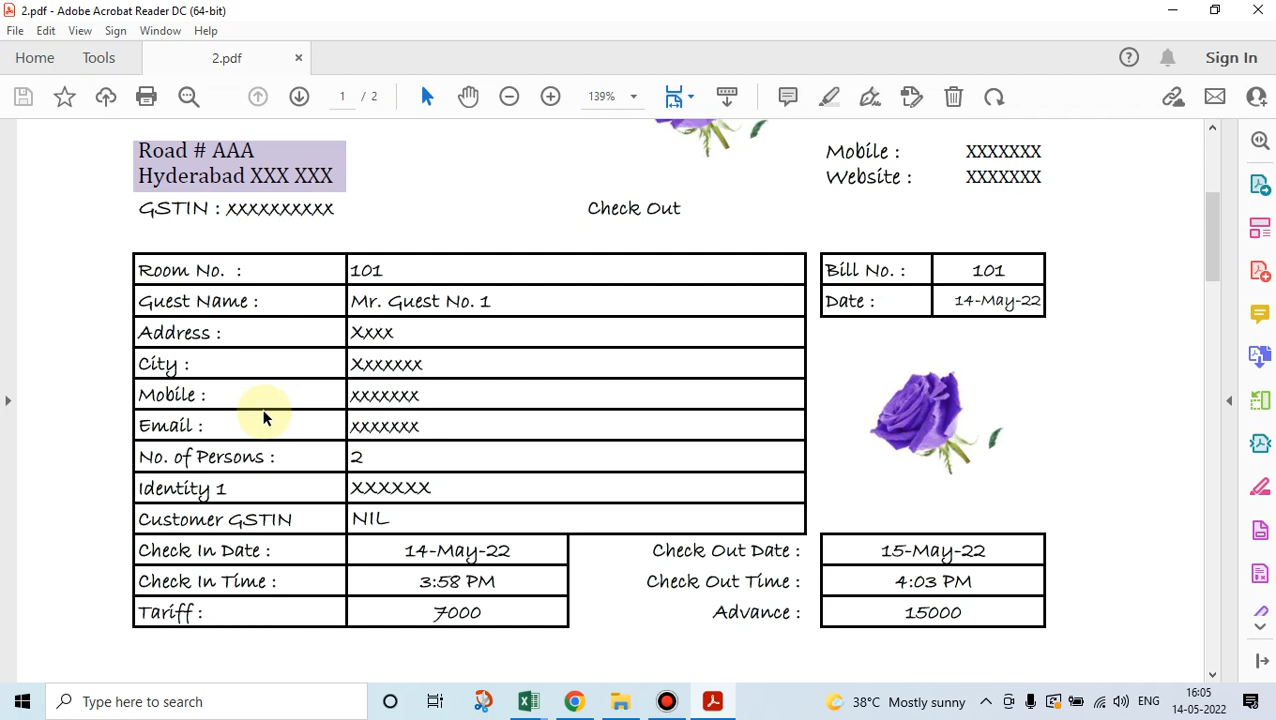 2.pdf - Adobe Acrobat Reader DC (64-bit)
File Edit View Sign Window Help
Home Tools 2.pdf × Sign In
1 / 2 139%
Road # AAA
Hyderabad XXX XXX
GSTIN : XXXXXXXXXX
Check Out
Mobile : XXXXXXX
Website : XXXXXXX
Room No. : 101
Guest Name : Mr. Guest No. 1
Address : Xxxx
City : Xxxxxxx
Mobile : xxxxxxx
Email : xxxxxxx
No. of Persons : 2
Identity 1 XXXXXX
Customer GSTIN NIL
Bill No. : 101
Date : 14-May-22
Check In Date : 14-May-22 Check Out Date : 15-May-22
Check In Time : 3:58 PM Check Out Time : 4:03 PM
Tariff : 7000 Advance : 15000
Type here to search
38°C Mostly sunny
ENG
16:05
14-05-2022